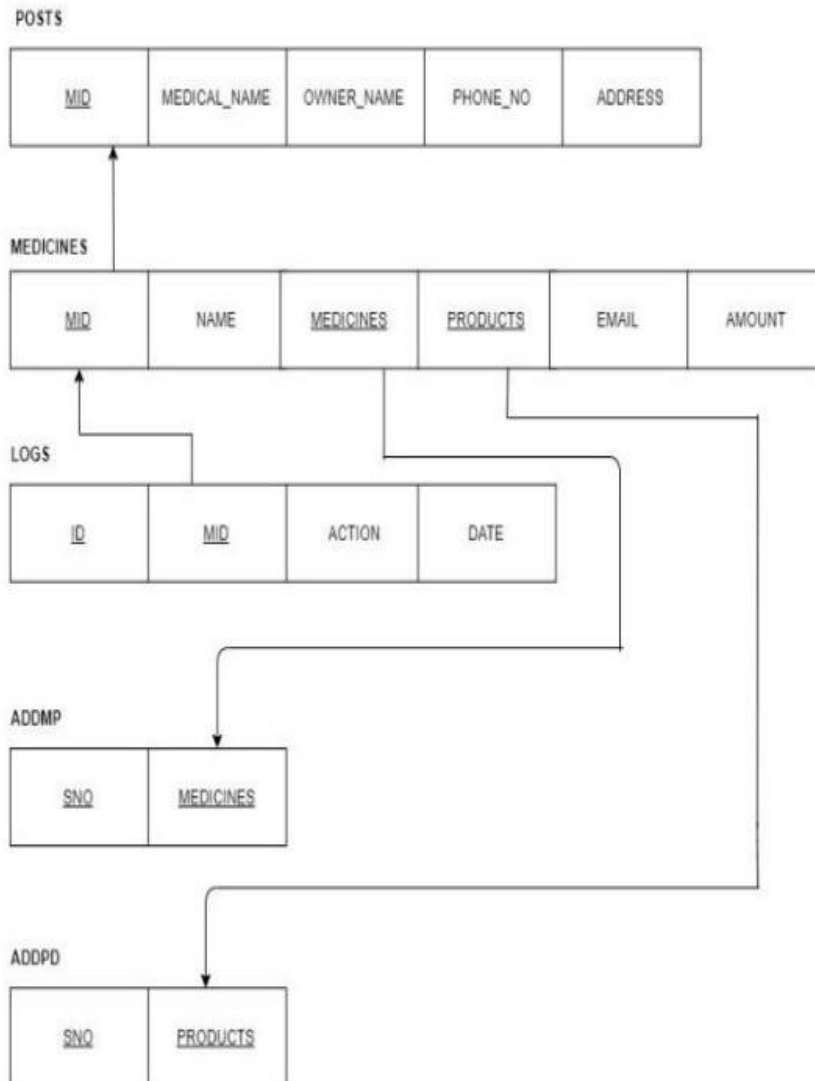 POSTS
MID MEDICAL_NAME OWNER_NAME PHONE_NO ADDRESS
MEDICINES
MID NAME MEDICINES PRODUCTS EMAIL AMOUNT
LOGS
ID MID ACTION DATE
ADDMP
SNO MEDICINES
ADDPD
SNO PRODUCTS